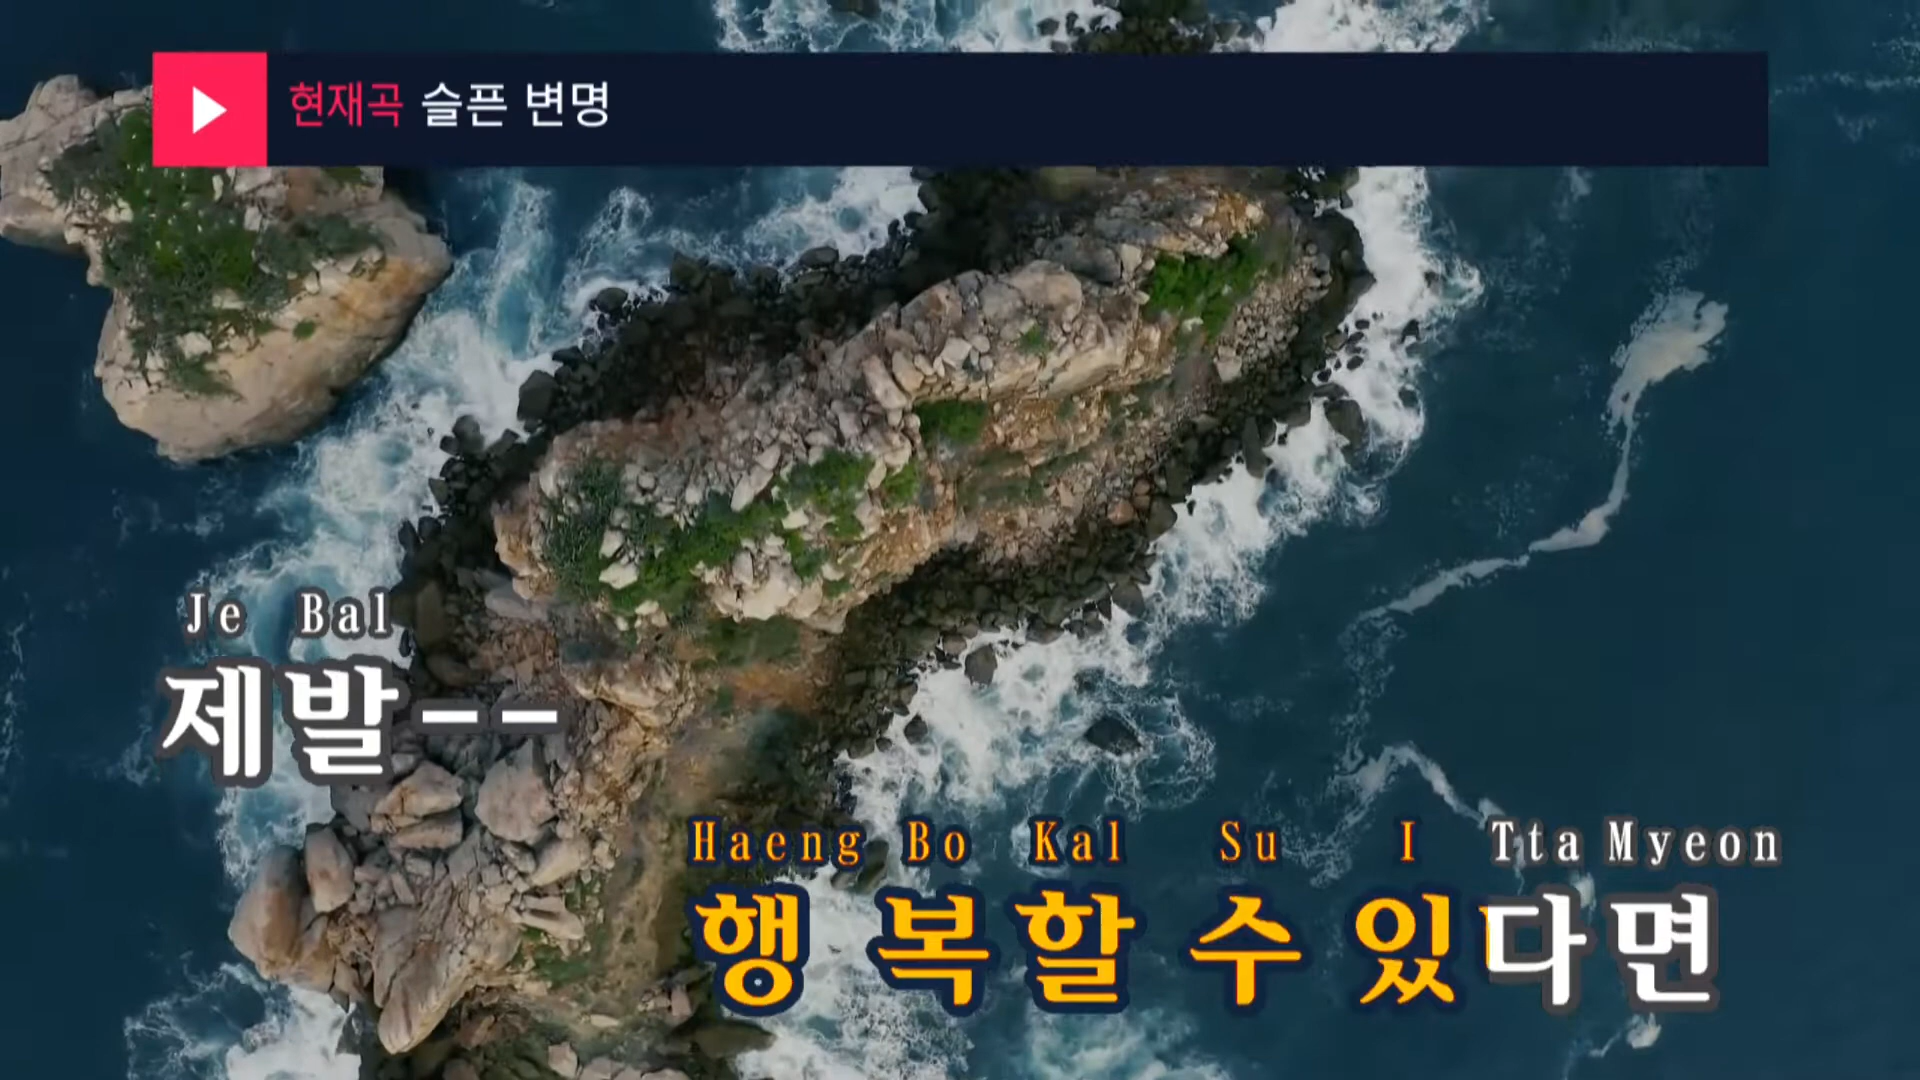 현재곡 슬픈 변명
Je Bal
제발--
Haeng Bo Kal Su I Tta Myeon
행 복할 수 있다면